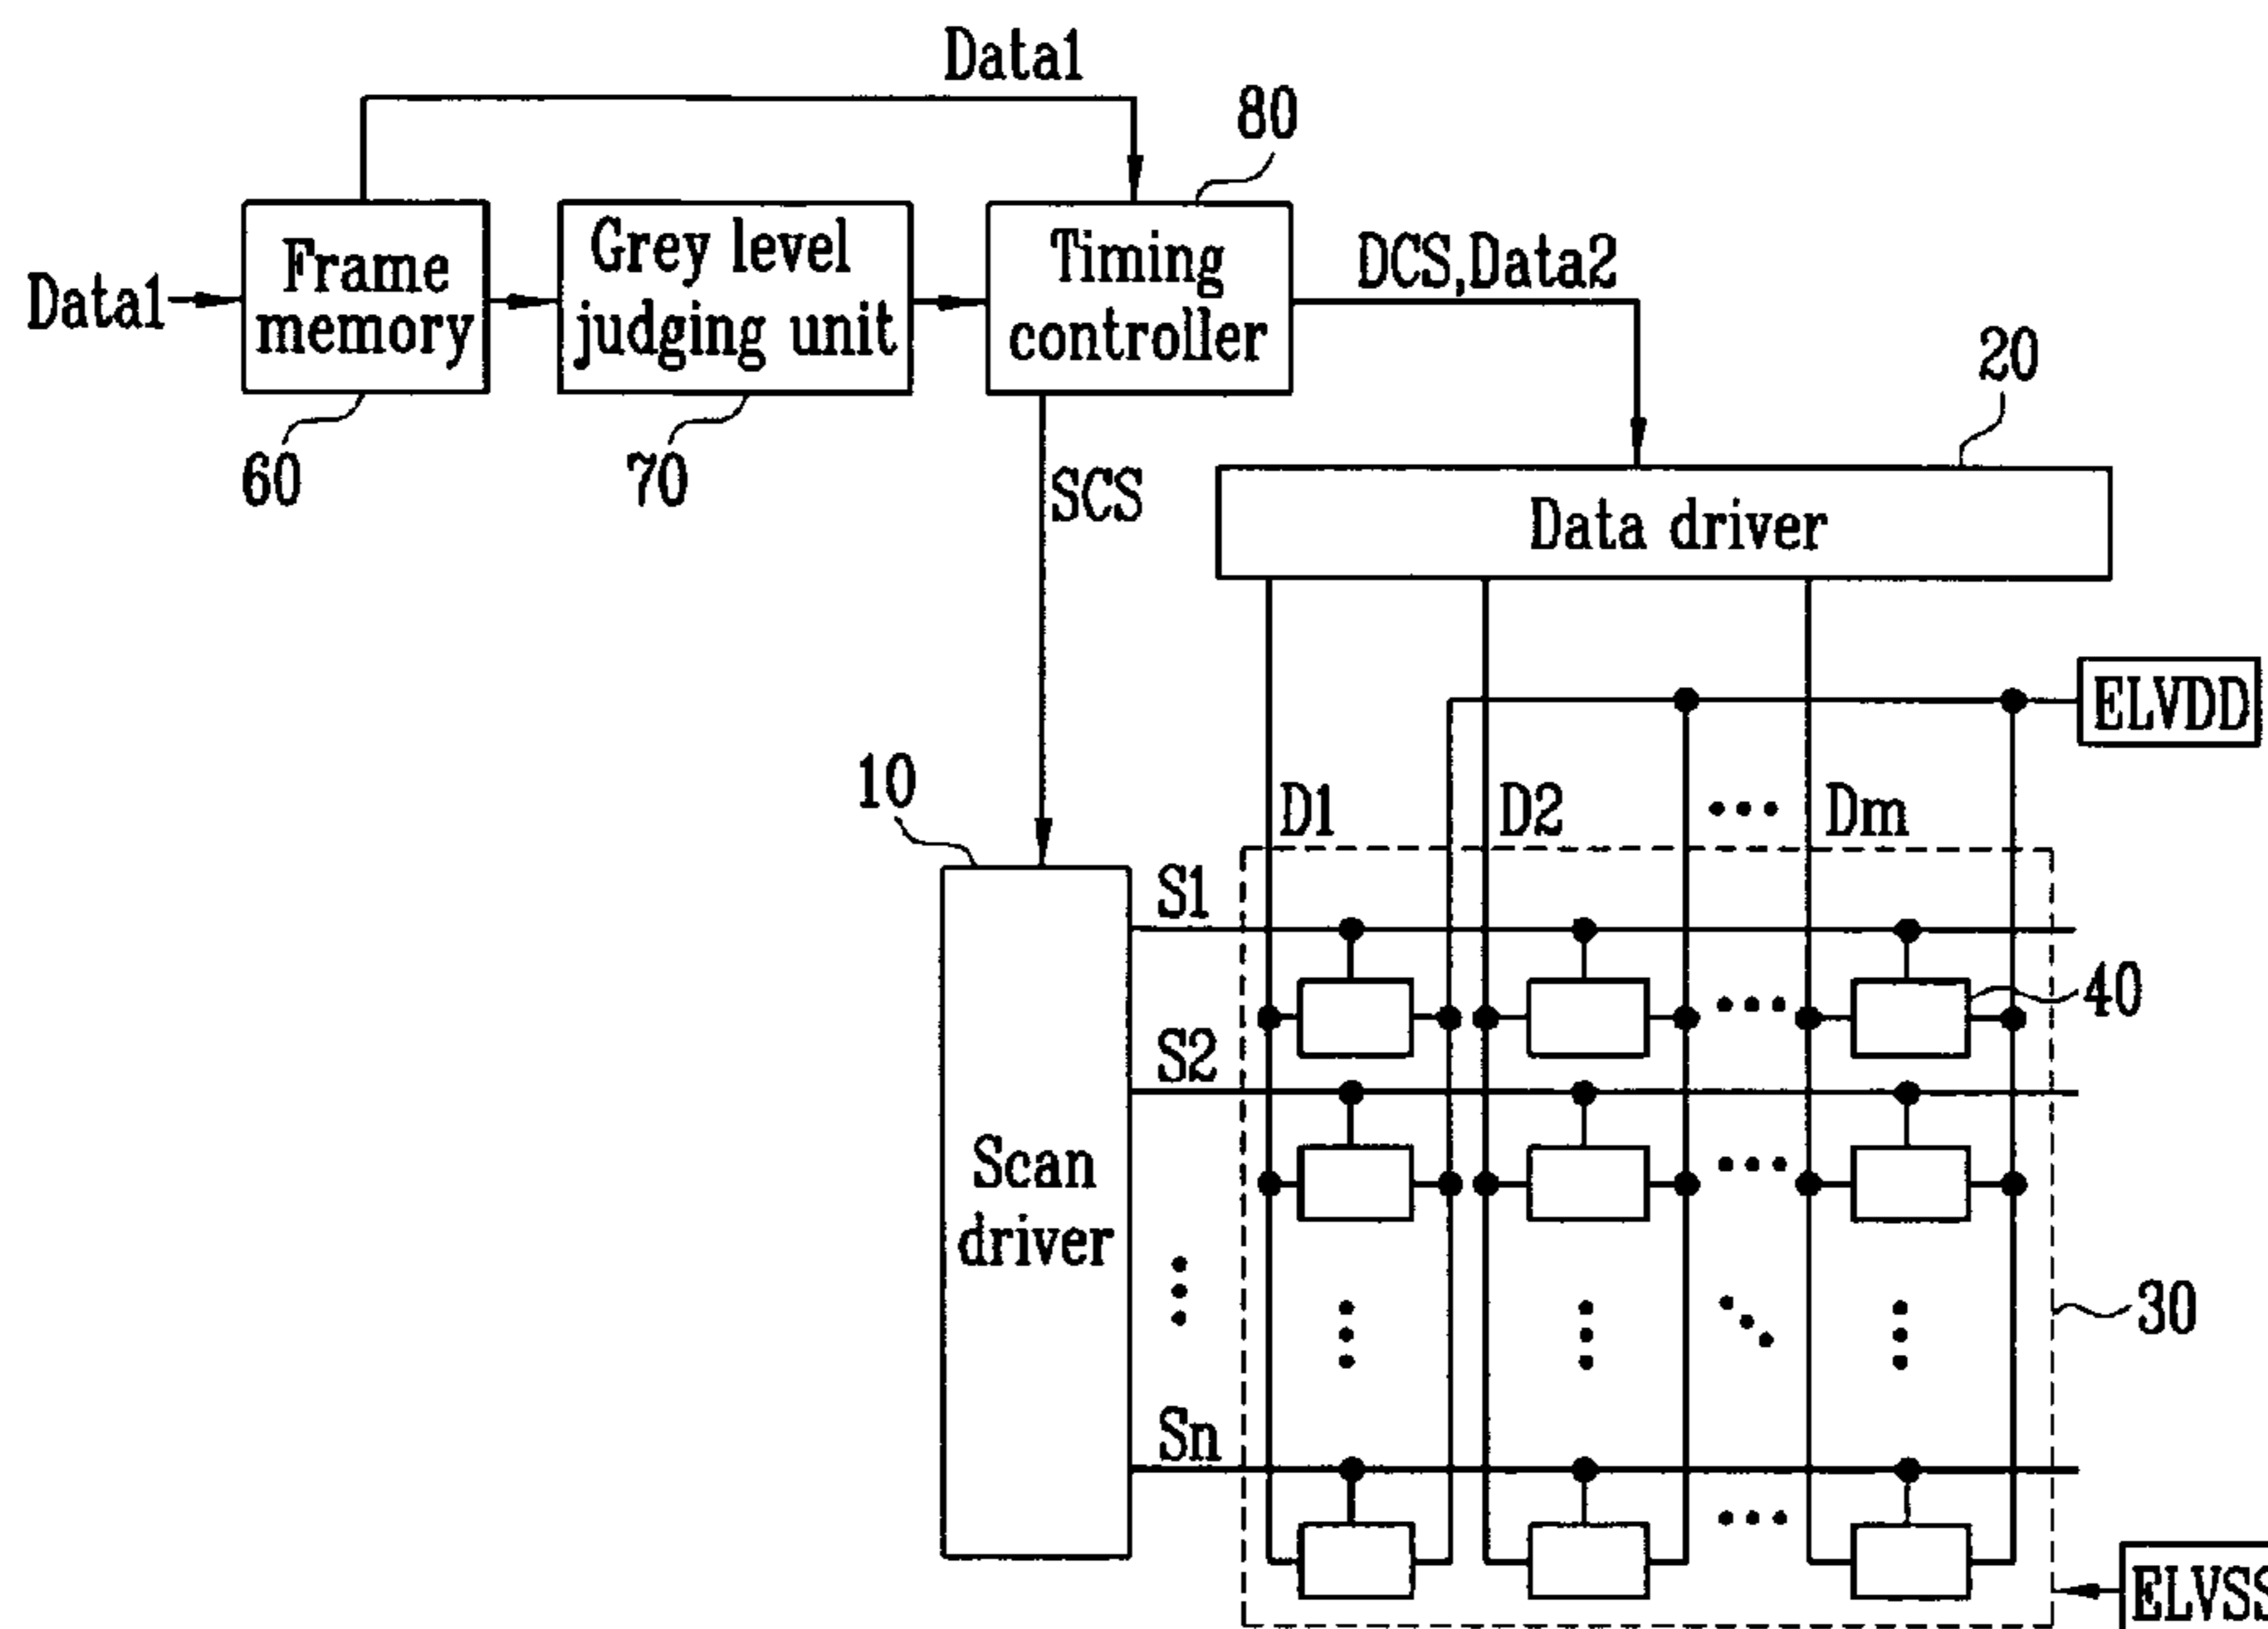 Data1
80
Data1
Frame
memory
Grey level
judging unit
Timing
controller
DCS,Data2
60
70
SCS
20
Data driver
ELVDD
10
D1
D2
Dm
S1
40
S2
Scan
driver
30
Sn
ELVSS